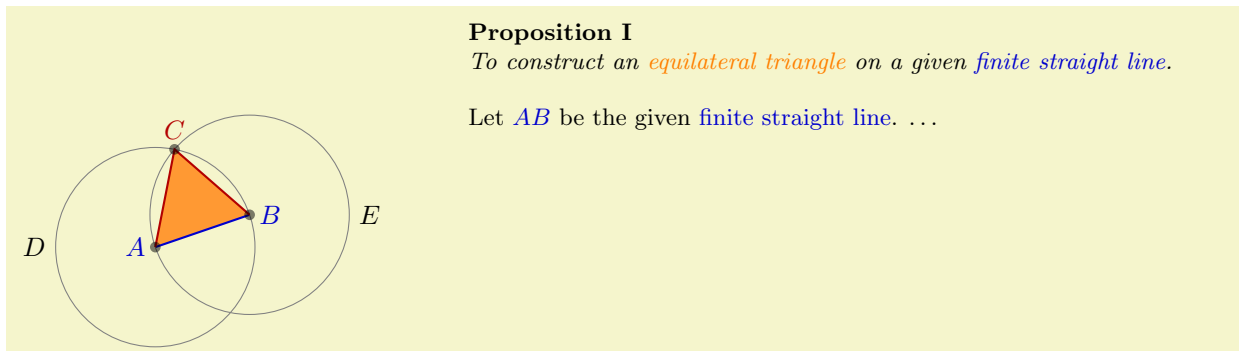 Proposition I
To construct an equilateral triangle on a given finite straight line.
Let AB be the given finite straight line. ...
C
B
E
A
D